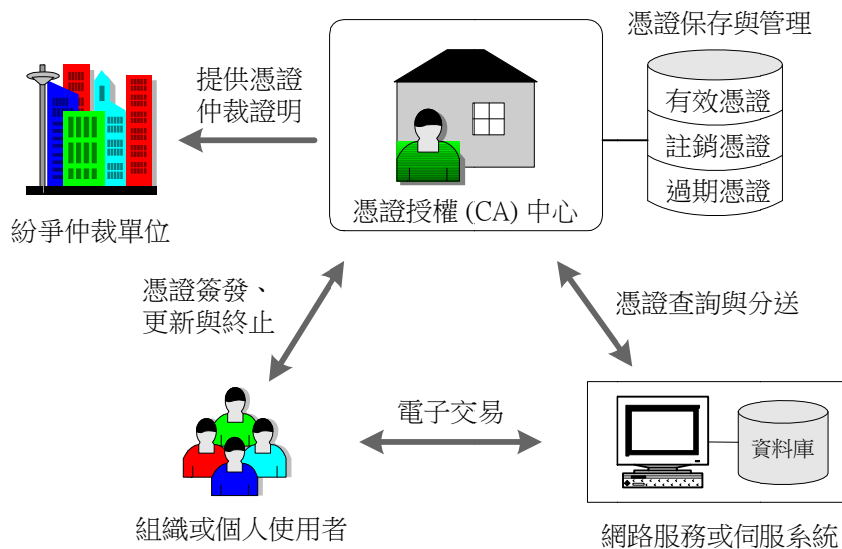 憑證保存與管理
提供憑證
仲裁證明
有效憑證
註銷憑證
過期憑證
憑證授權 (CA) 中心
紛爭仲裁單位
憑證簽發、
更新與終止
憑證查詢與分送
電子交易
資料庫
組織或個人使用者
網路服務或伺服系統